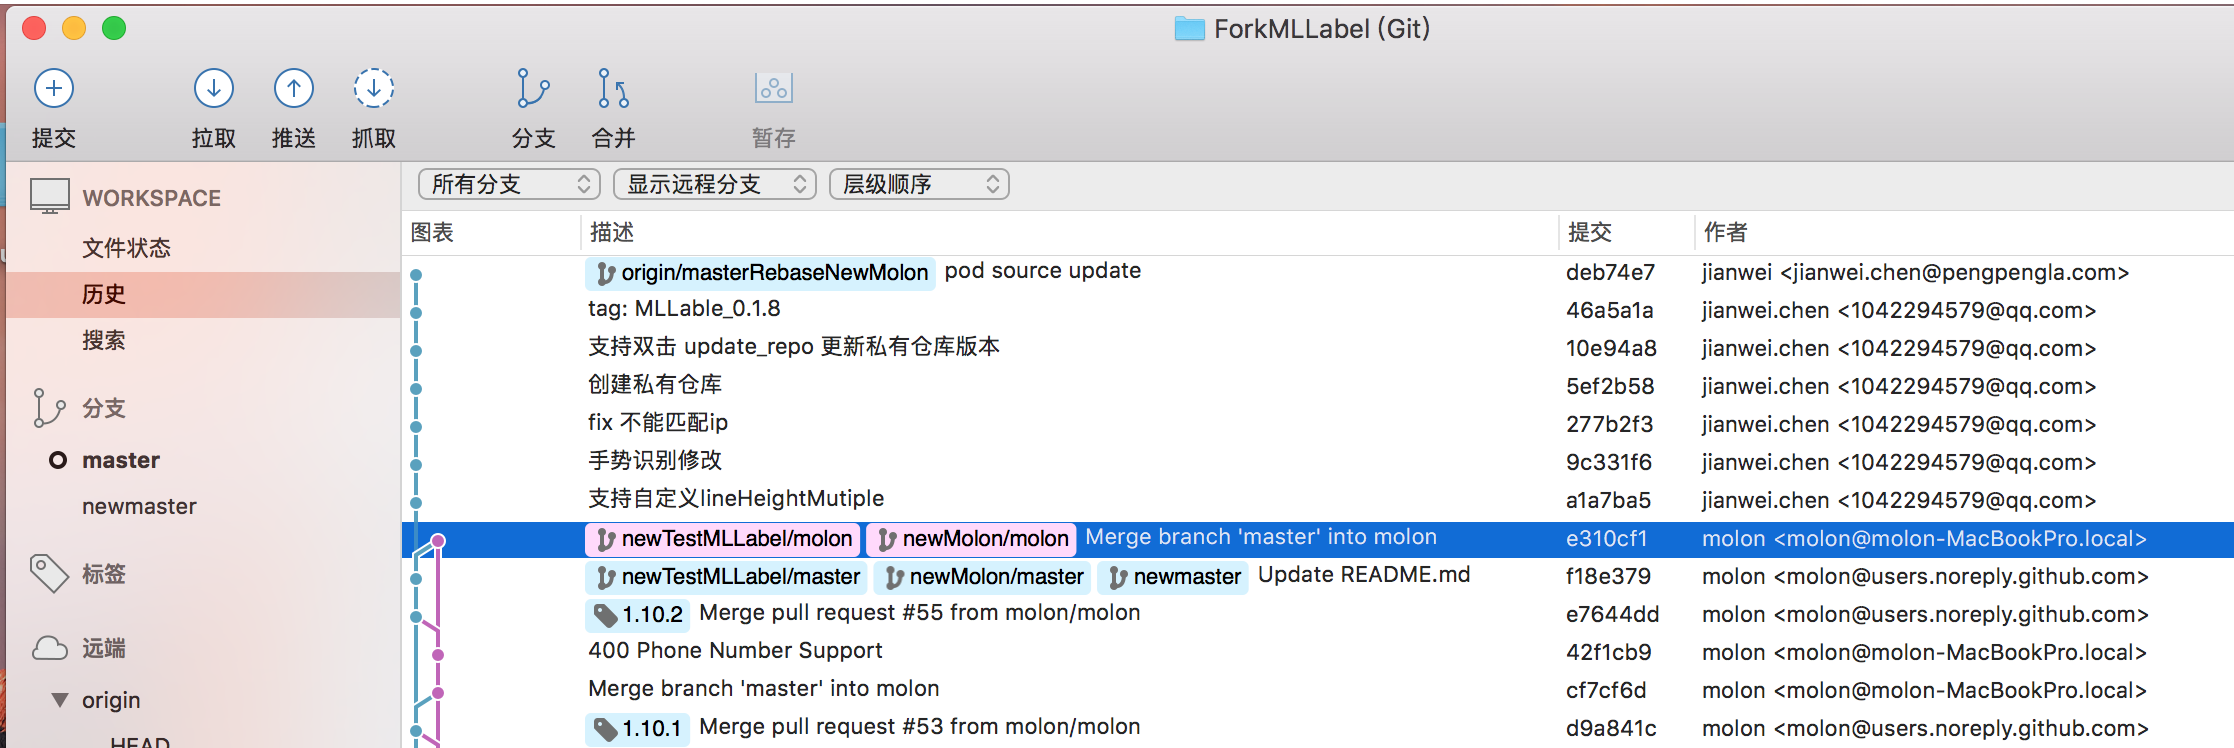 ForkMLLabel (Git)
提交 拉取 推送 抓取 分支 合并 暂存
WORKSPACE
文件状态
历史
搜索
分支
master
newmaster
标签
远端
origin
HEAD
所有分支 显示远程分支 层级顺序
图表 描述 提交 作者
origin/masterRebaseNewMolon pod source update deb74e7 jianwei <jianwei.chen@pengpengla.com>
tag: MLLable_0.1.8 46a5a1a jianwei.chen <1042294579@qq.com>
支持双击 update_repo 更新私有仓库版本 10e94a8 jianwei.chen <1042294579@qq.com>
创建私有仓库 5ef2b58 jianwei.chen <1042294579@qq.com>
fix 不能匹配ip 277b2f3 jianwei.chen <1042294579@qq.com>
手势识别修改 9c331f6 jianwei.chen <1042294579@qq.com>
支持自定义lineHeightMutiple a1a7ba5 jianwei.chen <1042294579@qq.com>
newTestMLLabel/molon newMolon/molon Merge branch 'master' into molon e310cf1 molon <molon@molon-MacBookPro.local>
newTestMLLabel/master newMolon/master newmaster Update README.md f18e379 molon <molon@users.noreply.github.com>
1.10.2 Merge pull request #55 from molon/molon e7644dd molon <molon@users.noreply.github.com>
400 Phone Number Support 42f1cb9 molon <molon@molon-MacBookPro.local>
Merge branch 'master' into molon cf7cf6d molon <molon@molon-MacBookPro.local>
1.10.1 Merge pull request #53 from molon/molon d9a841c molon <molon@users.noreply.github.com>